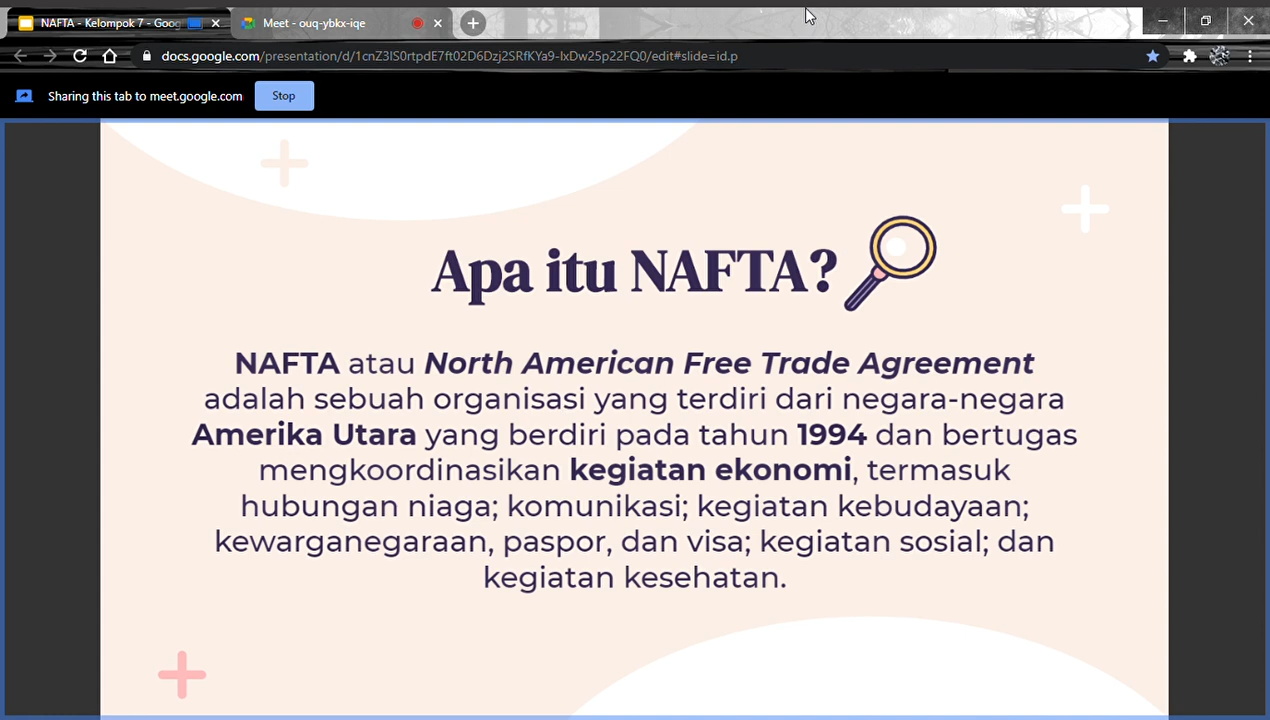 NAFTA - Kelompok 7 - Goog
Meet - ouq-ybkx-iqe
docs.google.com/presentation/d/1cnZ3IS0rtpdE7ft02D6Dzj2SRfKYa9-IxDw25p22FQ0/edit#slide=id.p
Sharing this tab to meet.google.com
Stop
Apa itu NAFTA?
NAFTA atau North American Free Trade Agreement
adalah sebuah organisasi yang terdiri dari negara-negara
Amerika Utara yang berdiri pada tahun 1994 dan bertugas
mengkoordinasikan kegiatan ekonomi, termasuk
hubungan niaga; komunikasi; kegiatan kebudayaan;
kewarganegaraan, paspor, dan visa; kegiatan sosial; dan
kegiatan kesehatan.